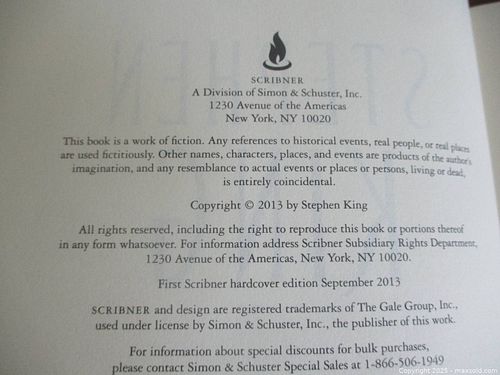 SCRIBNER
A Division of Simon & Schuster, Inc.
1230 Avenue of the Americas
New York, NY 10020
This book is a work of fiction. Any references to historical events, real people, or real places
are used fictitiously. Other names, characters, places, and events are products of the author's
imagination, and any resemblance to actual events or places or persons, living or dead,
is entirely coincidental.
Copyright © 2013 by Stephen King
All rights reserved, including the right to reproduce this book or portions thereof
in any form whatsoever. For information address Scribner Subsidiary Rights Department,
1230 Avenue of the Americas, New York, NY 10020.
First Scribner hardcover edition September 2013
SCRIBNER and design are registered trademarks of The Gale Group, Inc.,
used under license by Simon & Schuster, Inc., the publisher of this work.
For information about special discounts for bulk purchases,
please contact Simon & Schuster Special Sales at 1-866-506-1949
Copyright 2025 - maxsold.com